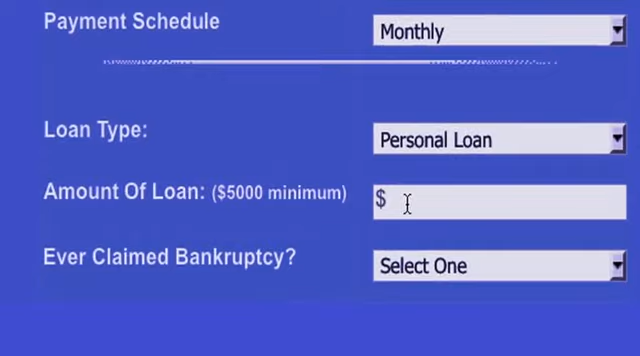 Payment Schedule Monthly
Loan Type: Personal Loan
Amount Of Loan: ($5000 minimum) $
Ever Claimed Bankruptcy? Select One